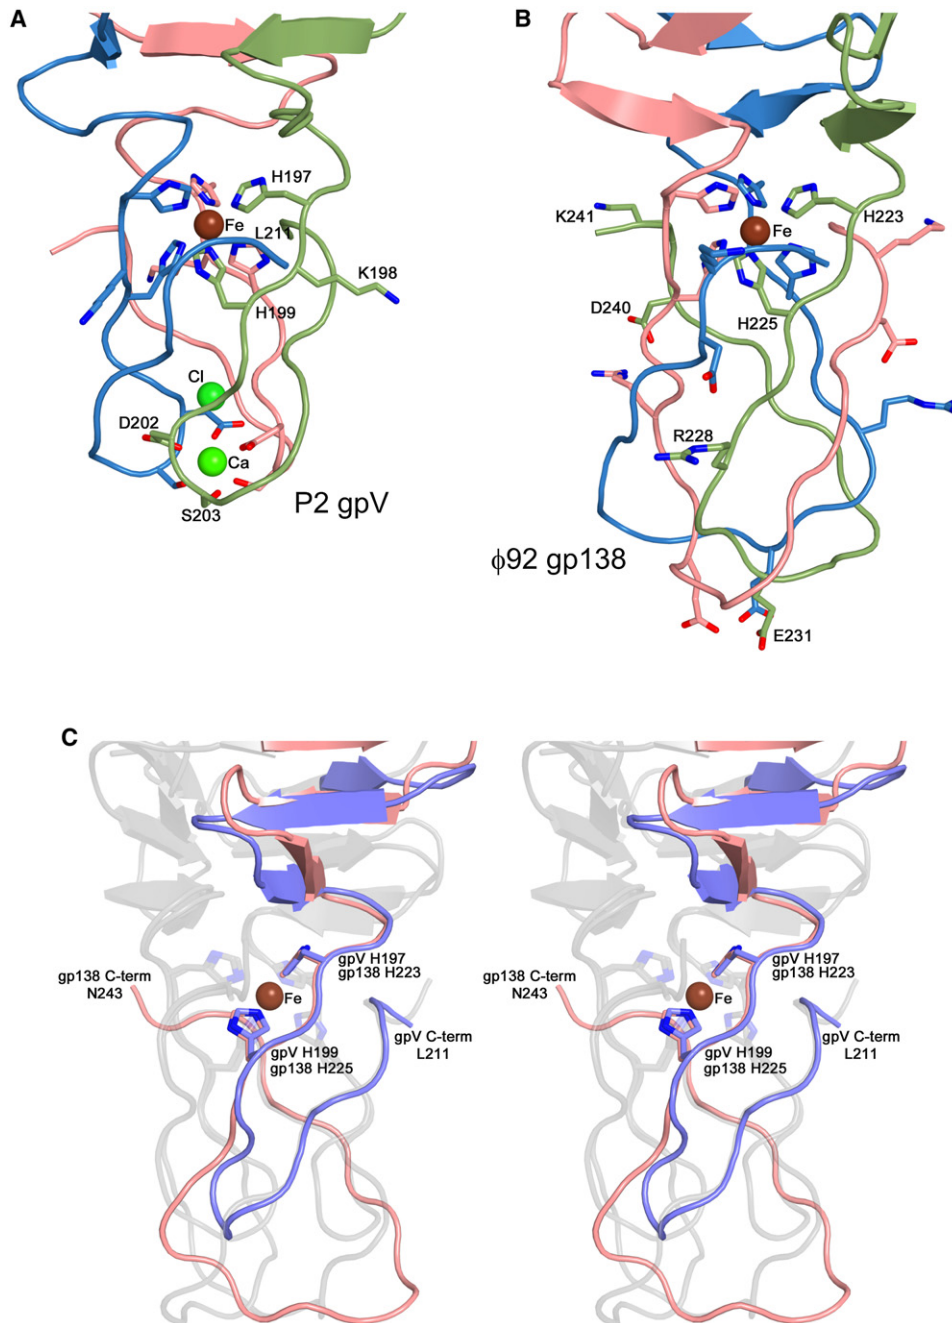 A
H197
Fe
L211
K198
H199
Cl
D202
Ca
S203
P2 gpV
B
K241
Fe
H223
D240
H225
R228
ϕ92 gp138
E231
C
gpV H197
gp138 H223
gp138 C-term
N243
Fe
gpV C-term
L211
gpV H199
gp138 H225
gpV H197
gp138 H223
gp138 C-term
N243
Fe
gpV C-term
L211
gpV H199
gp138 H225